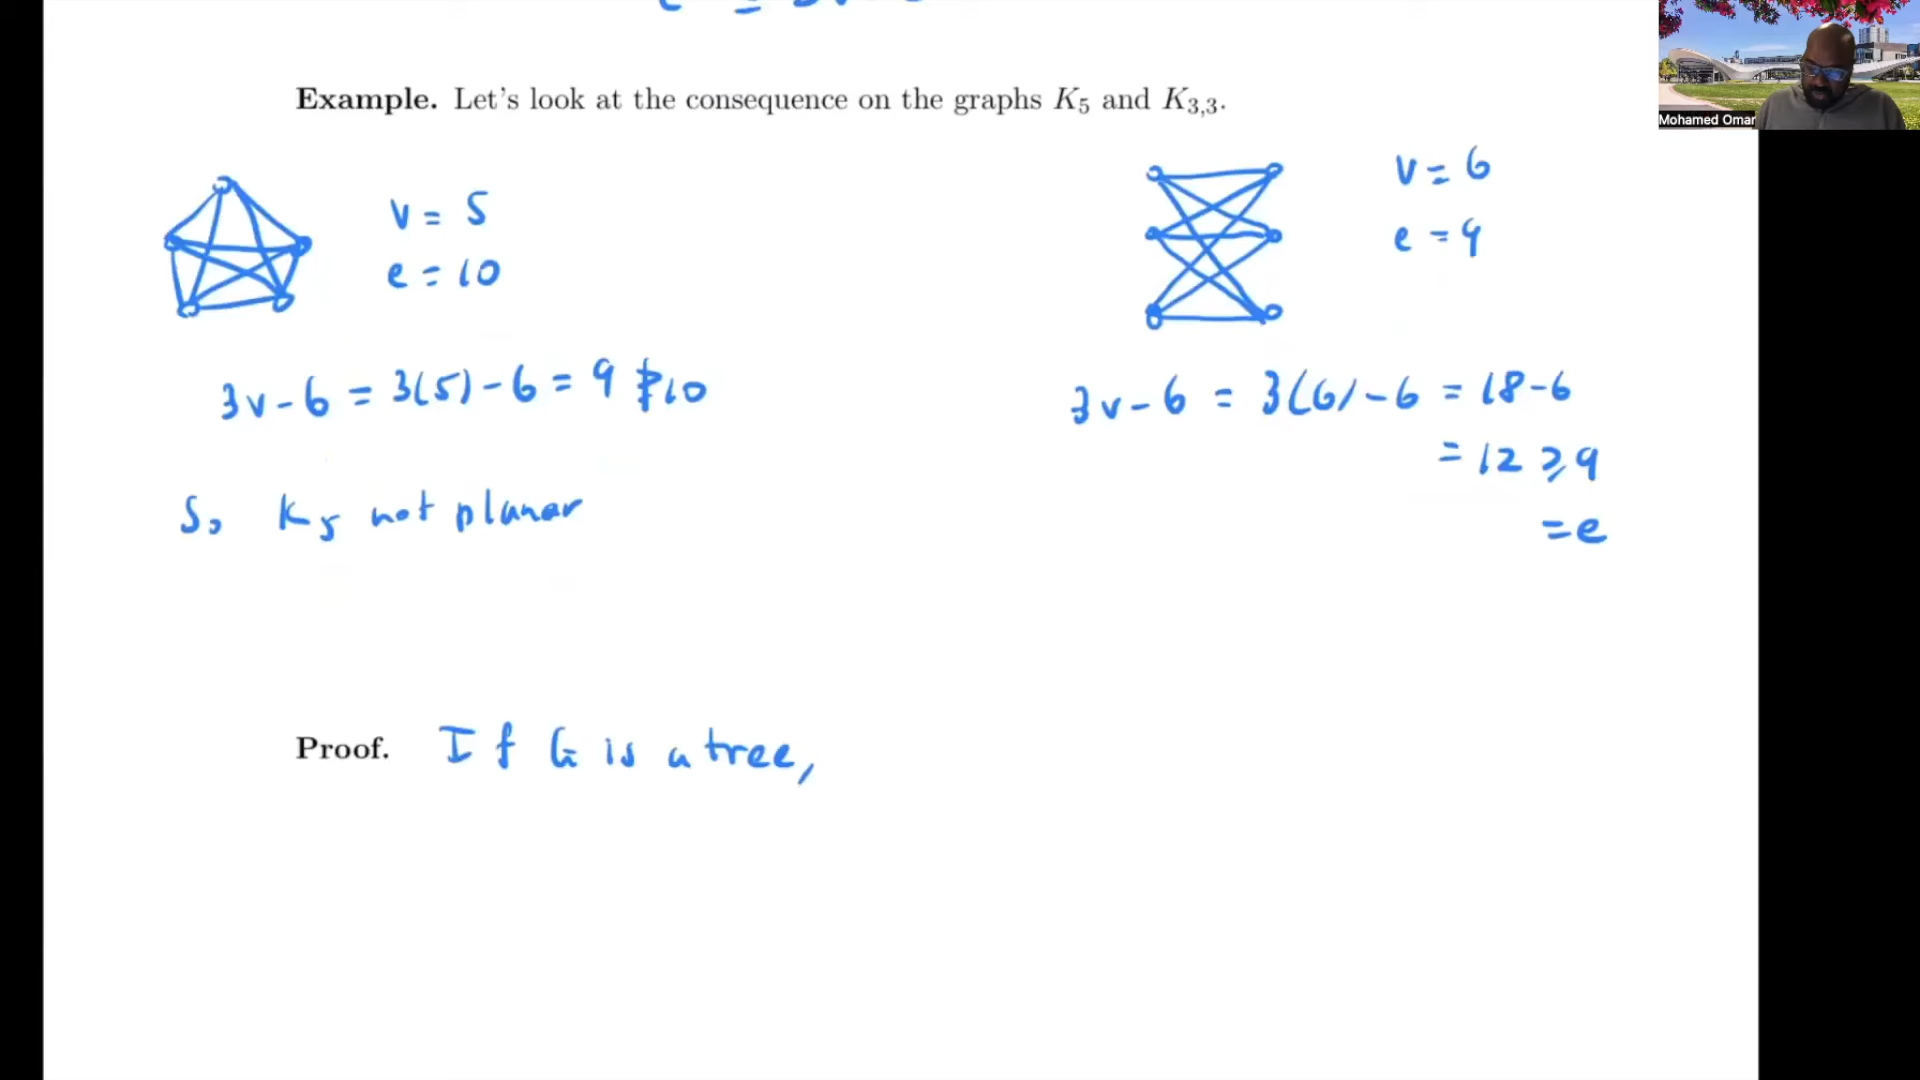 Example. Let's look at the consequence on the graphs K₅ and K₃,₃.
Mohamed Omar
v = 5
e = 10
v = 6
e = 9
3v - 6 = 3(5) - 6 = 9 ≱ 10
3v - 6 = 3(6) - 6 = 18 - 6
= 12 ≥ 9
= e
So K₅ not planar
Proof. If G is a tree,